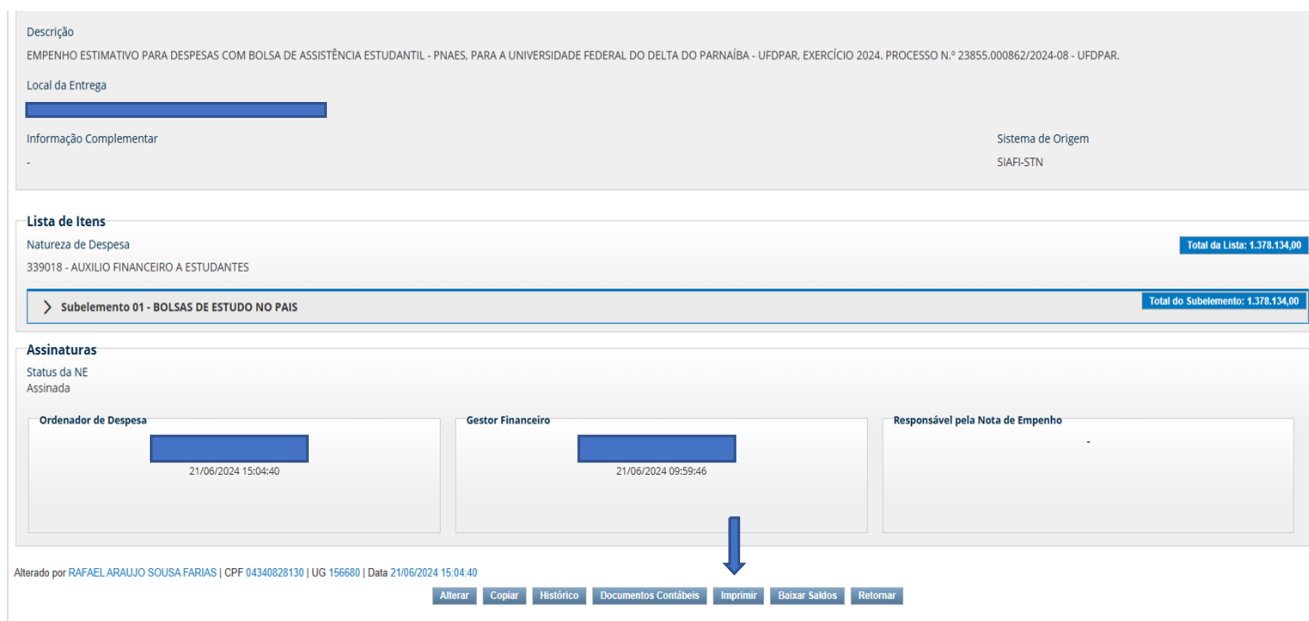 Descrição
EMPENHO ESTIMATIVO PARA DESPESAS COM BOLSA DE ASSISTÊNCIA ESTUDANTIL - PNAES, PARA A UNIVERSIDADE FEDERAL DO DELTA DO PARNAÍBA - UFDPAR, EXERCÍCIO 2024. PROCESSO N.º 23855.000862/2024-08 - UFDPAR.
Local da Entrega
Informação Complementar
-
Sistema de Origem
SIAFI-STN
Lista de Itens
Natureza de Despesa
Total da Lista: 1.378.134,00
339018 - AUXILIO FINANCEIRO A ESTUDANTES
Subelemento 01 - BOLSAS DE ESTUDO NO PAIS
Total do Subelemento: 1.378.134,00
Assinaturas
Status da NE
Assinada
Ordenador de Despesa
21/06/2024 15:04:40
Gestor Financeiro
21/06/2024 09:59:46
Responsável pela Nota de Empenho
-
Alterado por RAFAEL ARAUJO SOUSA FARIAS | CPF 04340828130 | UG 156680 | Data 21/06/2024 15:04:40
Alterar Copiar Histórico Documentos Contábeis Imprimir Baixar Saldos Retornar